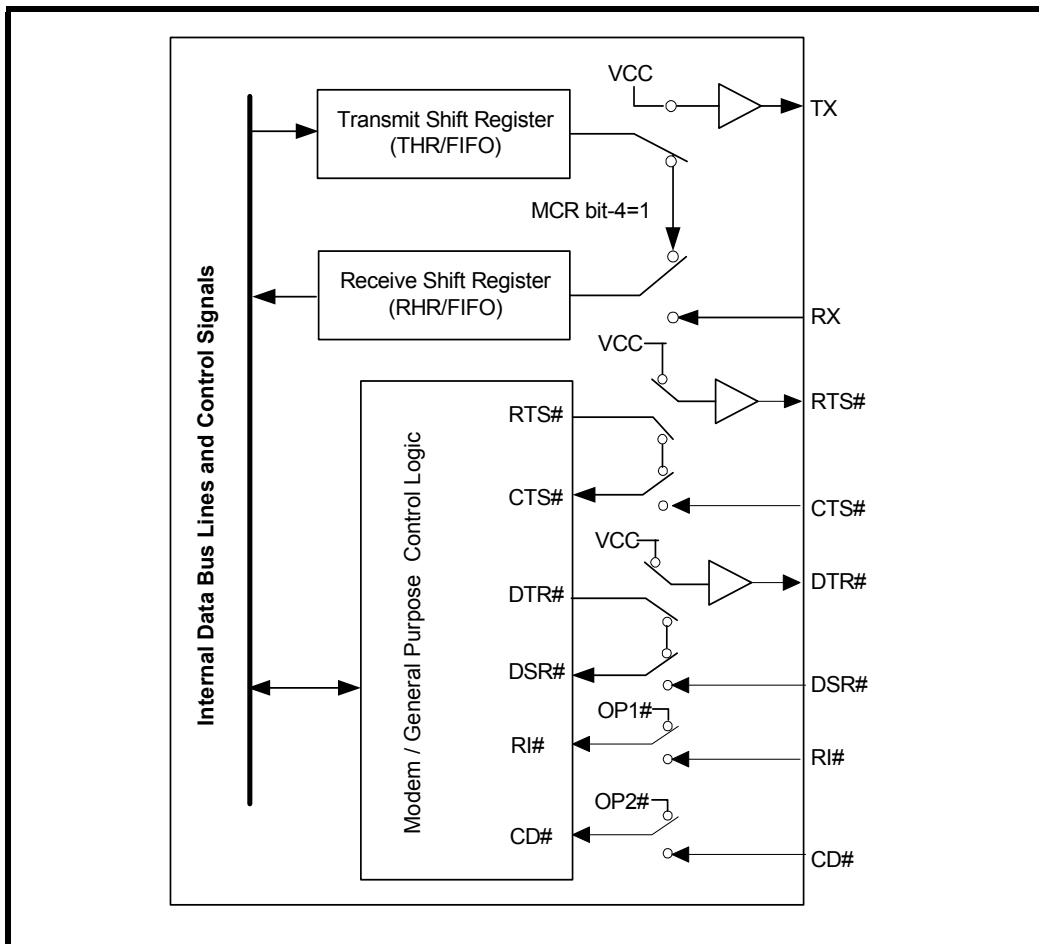 VCC
TX
Transmit Shift Register
(THR/FIFO)
MCR bit-4=1
Receive Shift Register
(RHR/FIFO)
RX
VCC
RTS#
RTS#
CTS#
CTS#
VCC
DTR#
DTR#
DSR#
DSR#
OP1#
RI#
RI#
OP2#
CD#
CD#
Internal Data Bus Lines and Control Signals
Modem / General Purpose Control Logic